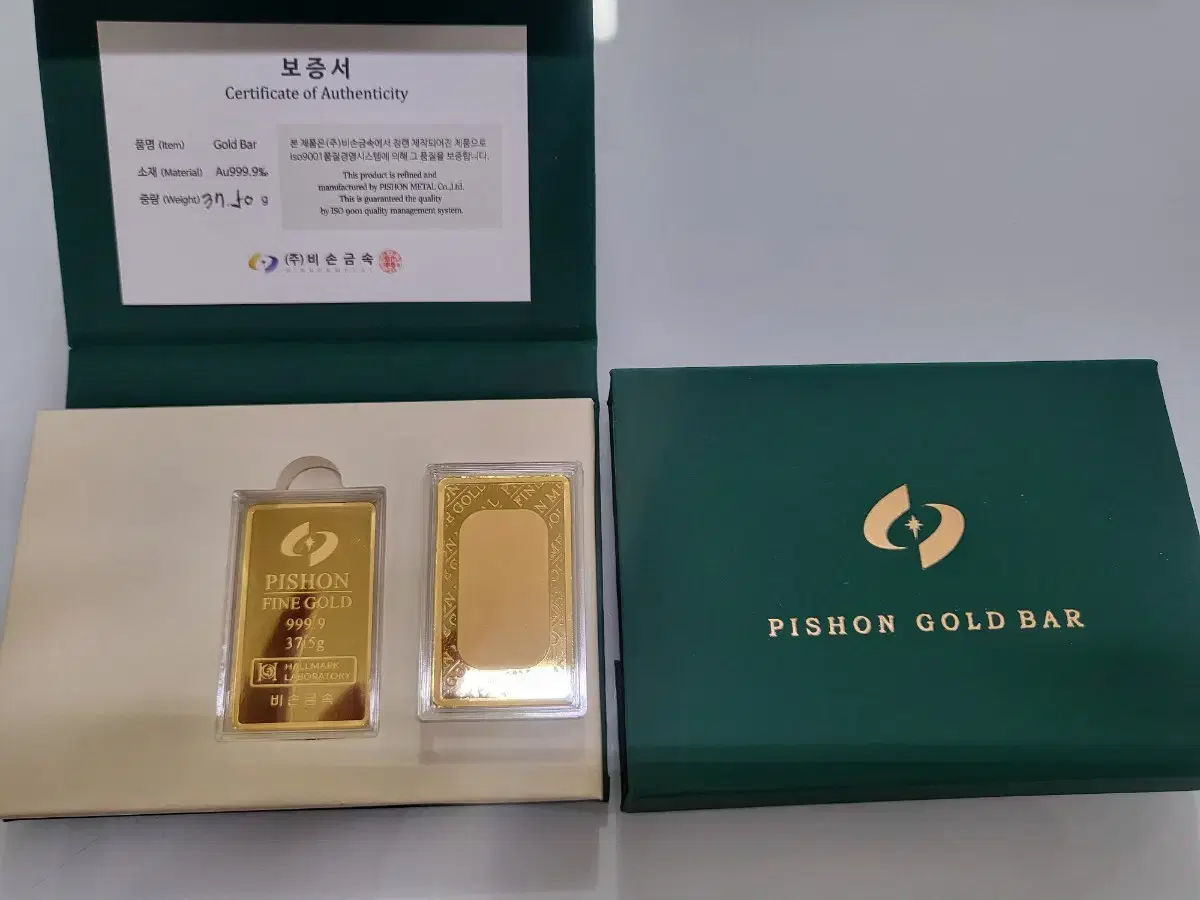 보증서
Certificate of Authenticity
품명 (Item) Gold Bar
소재 (Material) Au999.9‰
중량 (Weight) 37.50 g
본 제품은(주)비손금속에서 정련 제작되어진 제품으로
iso9001품질경영시스템에 의해 그 품질을 보증합니다.
This product is refined and
manufactured by PISHON METAL Co.,Ltd.
This is guaranteed the quality
by ISO 9001 quality management system.
(주)비손금속
PISHON
FINE GOLD
999.9
37.5g
HALLMARK
LABORATORY
비손금속
GOLD
FINE
PISHON GOLD BAR